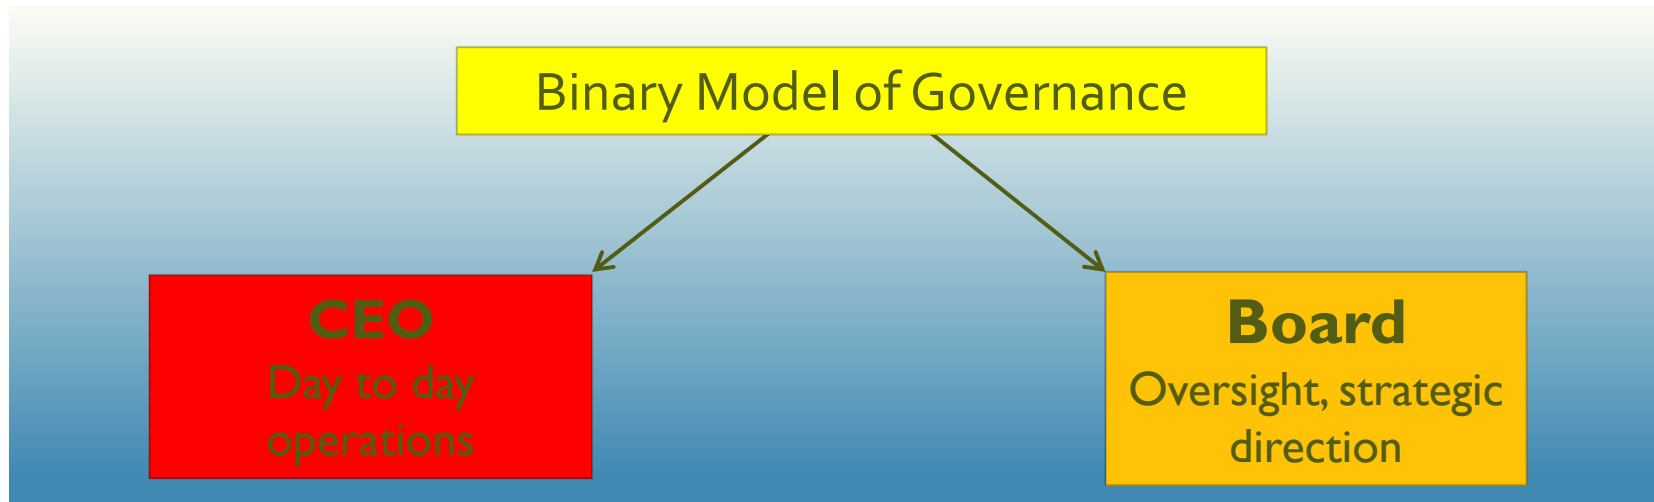 Binary Model of Governance
CEO
Day to day
operations
Board
Oversight, strategic
direction